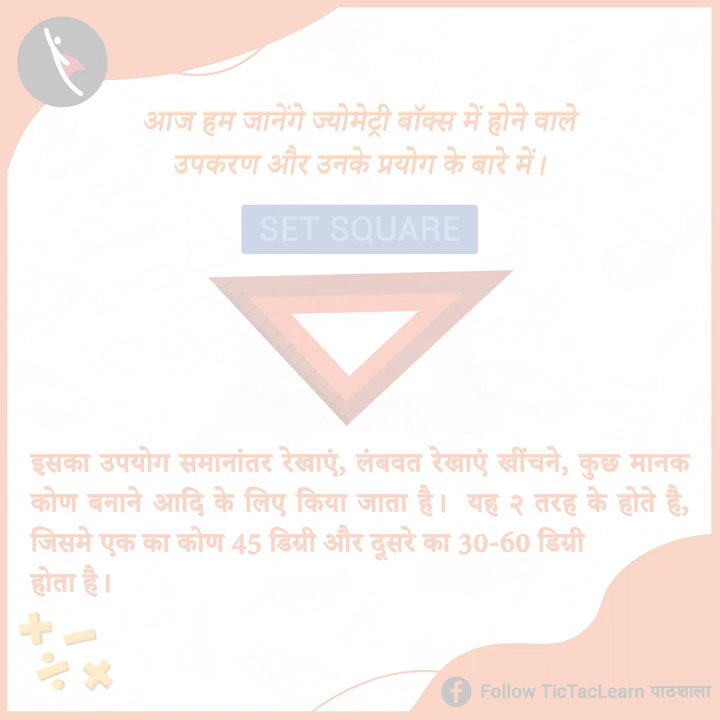 आज हम जानेंगे ज्योमेट्री बॉक्स में होने वाले
उपकरण और उनके प्रयोग के बारे में।
SET SQUARE
इसका उपयोग समानांतर रेखाएं, लंबवत रेखाएं खींचने, कुछ मानक
कोण बनाने आदि के लिए किया जाता है। यह २ तरह के होते है,
जिसमे एक का कोण 45 डिग्री और दूसरे का 30-60 डिग्री
होता है।
Follow TicTacLearn पाठशाला